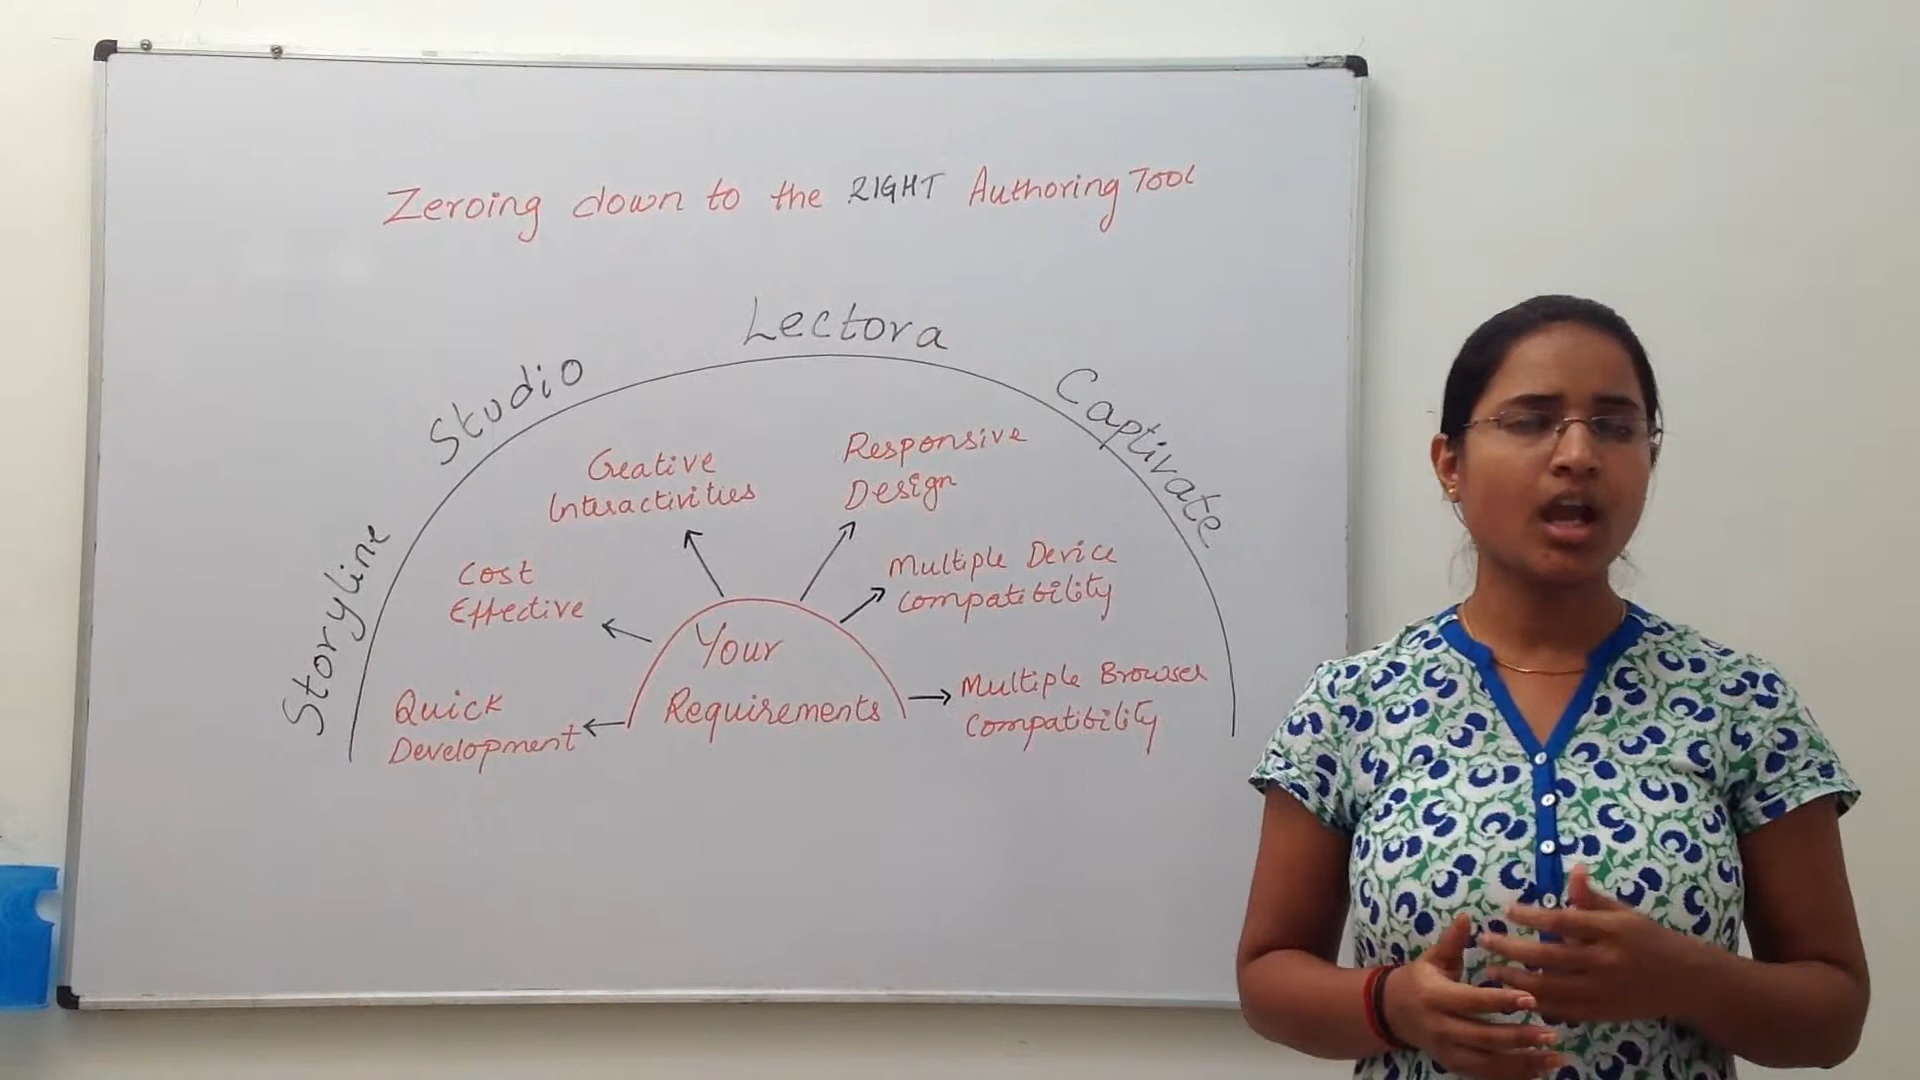 Zeroing down to the RIGHT Authoring Tool
Lectora
Studio
Captivate
Storyline
Creative
Interactivities
Responsive
Design
Cost
Effective
Multiple Device
Compatibility
Your
Requirements
Quick
Development
Multiple Browser
Compatibility